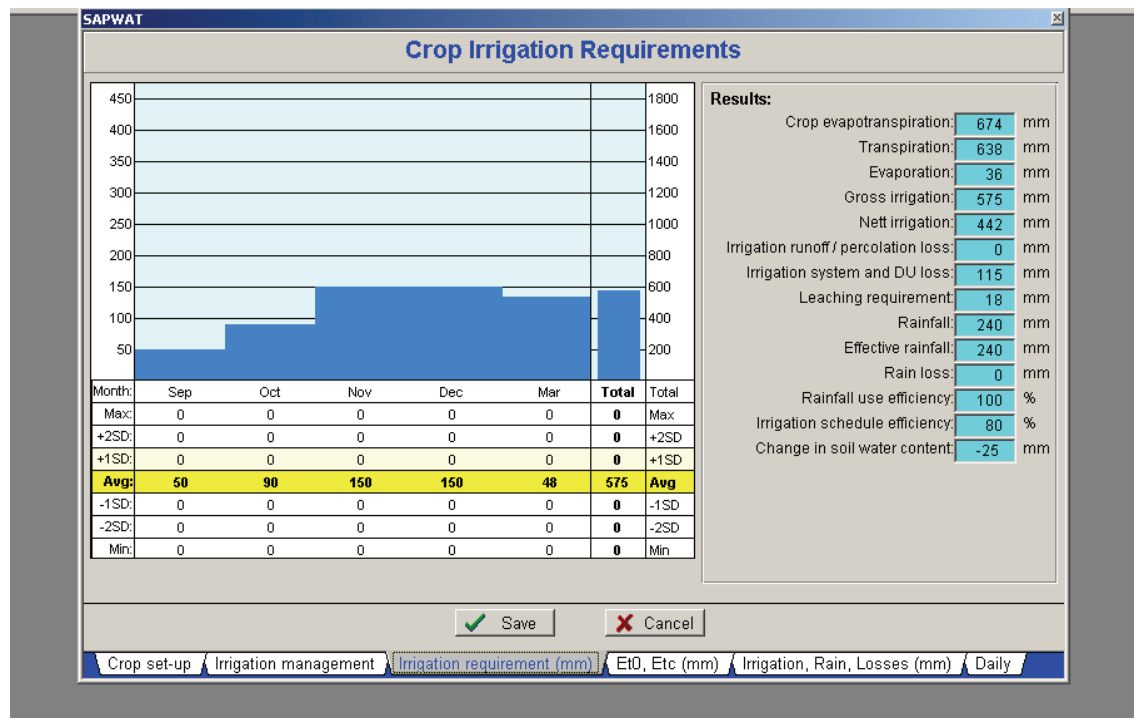 SAPWAT
Crop Irrigation Requirements
450 1800
400 1600
350 1400
300 1200
250 1000
200 800
150 600
100 400
50 200
Month: Sep Oct Nov Dec Mar Total Total
Max: 0 0 0 0 0 0 Max
+2SD: 0 0 0 0 0 0 +2SD
+1SD: 0 0 0 0 0 0 +1SD
Avg: 50 90 150 150 48 575 Avg
-1SD: 0 0 0 0 0 0 -1SD
-2SD: 0 0 0 0 0 0 -2SD
Min: 0 0 0 0 0 0 Min
Results:
Crop evapotranspiration: 674 mm
Transpiration: 638 mm
Evaporation: 36 mm
Gross irrigation: 575 mm
Nett irrigation: 442 mm
Irrigation runoff / percolation loss: 0 mm
Irrigation system and DU loss: 115 mm
Leaching requirement: 18 mm
Rainfall: 240 mm
Effective rainfall: 240 mm
Rain loss: 0 mm
Rainfall use efficiency: 100 %
Irrigation schedule efficiency: 80 %
Change in soil water content: -25 mm
Save Cancel
Crop set-up Irrigation management Irrigation requirement (mm) Et0, Etc (mm) Irrigation, Rain, Losses (mm) Daily